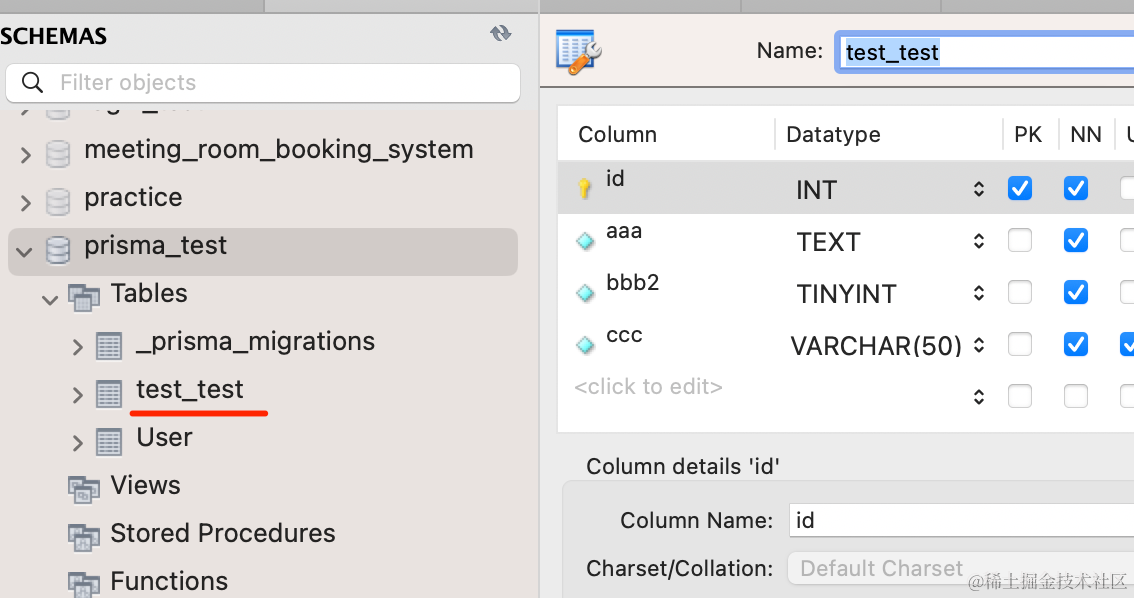 SCHEMAS
Filter objects
meeting_room_booking_system
practice
prisma_test
Tables
_prisma_migrations
test_test
User
Views
Stored Procedures
Functions
Name: test_test
Column Datatype PK NN
id INT
aaa TEXT
bbb2 TINYINT
ccc VARCHAR(50)
<click to edit>
Column details 'id'
Column Name: id
Charset/Collation: Default Charset
@稀土掘金技术社区